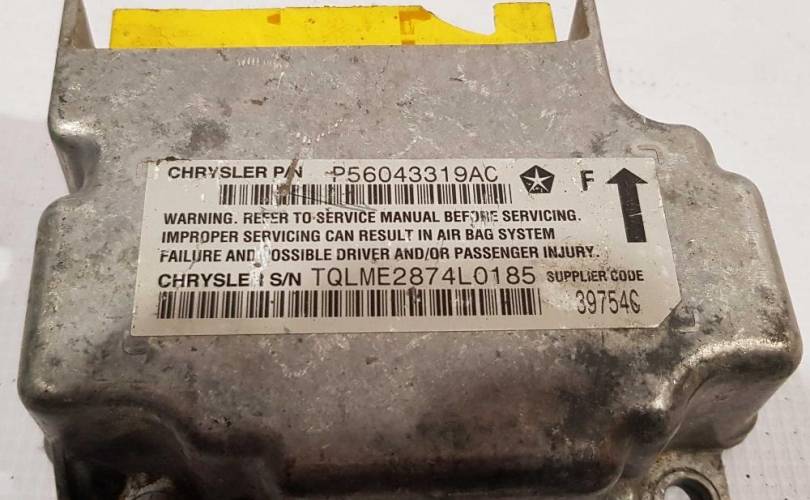 CHRYSLER P/N P56043319AC
F
WARNING. REFER TO SERVICE MANUAL BEFORE SERVICING.
IMPROPER SERVICING CAN RESULT IN AIR BAG SYSTEM
FAILURE AND POSSIBLE DRIVER AND/OR PASSENGER INJURY.
CHRYSLER S/N TQLME2874L0185 SUPPLIER CODE
39754G